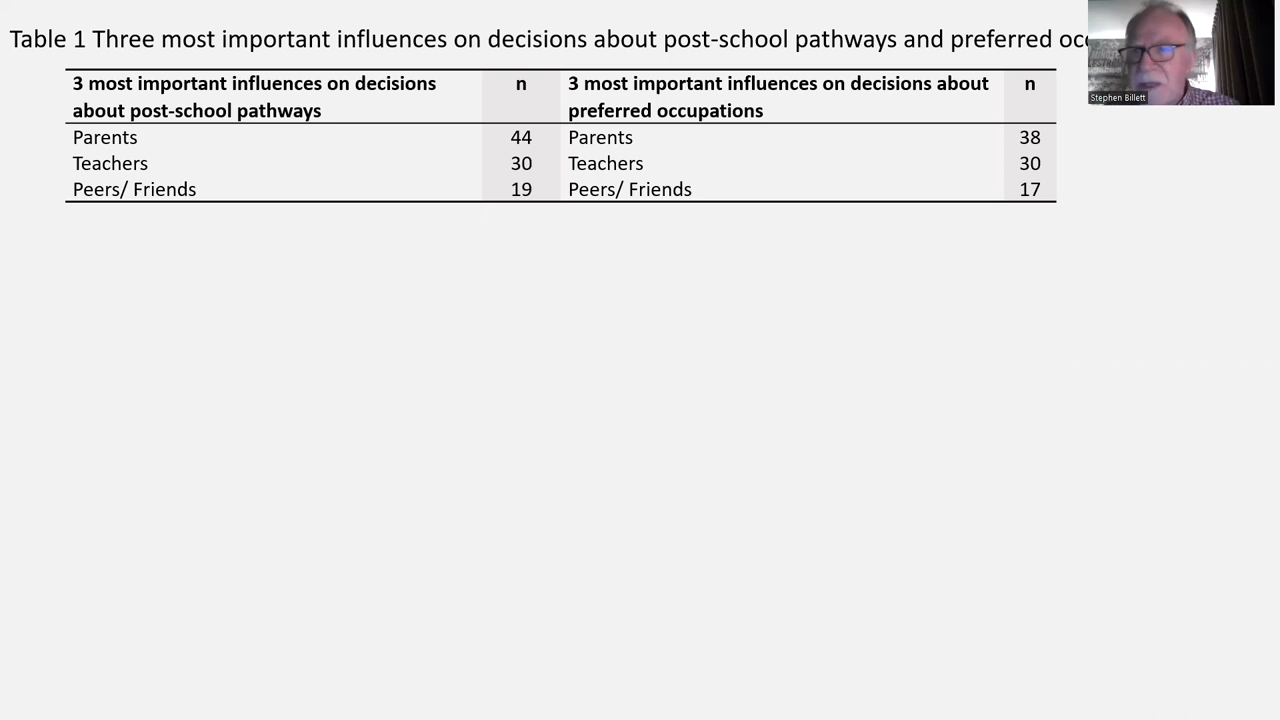 Table 1 Three most important influences on decisions about post-school pathways and preferred
Stephen Billett
3 most important influences on decisions about post-school pathways n 3 most important influences on decisions about preferred occupations n
Parents 44 Parents 38
Teachers 30 Teachers 30
Peers/ Friends 19 Peers/ Friends 17